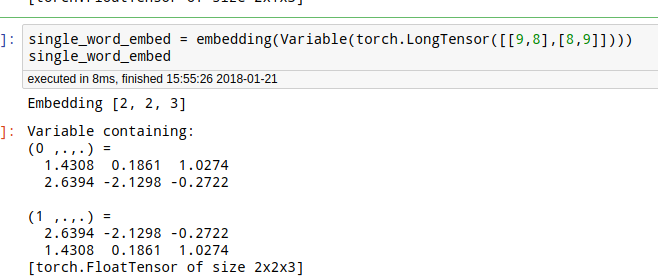 [torch.FloatTensor of size 2x1x3]
]: single_word_embed = embedding(Variable(torch.LongTensor([[9,8],[8,9]])))
single_word_embed
executed in 8ms, finished 15:55:26 2018-01-21
Embedding [2, 2, 3]
]: Variable containing:
(0 ,.,.) =
1.4308 0.1861 1.0274
2.6394 -2.1298 -0.2722
(1 ,.,.) =
2.6394 -2.1298 -0.2722
1.4308 0.1861 1.0274
[torch.FloatTensor of size 2x2x3]